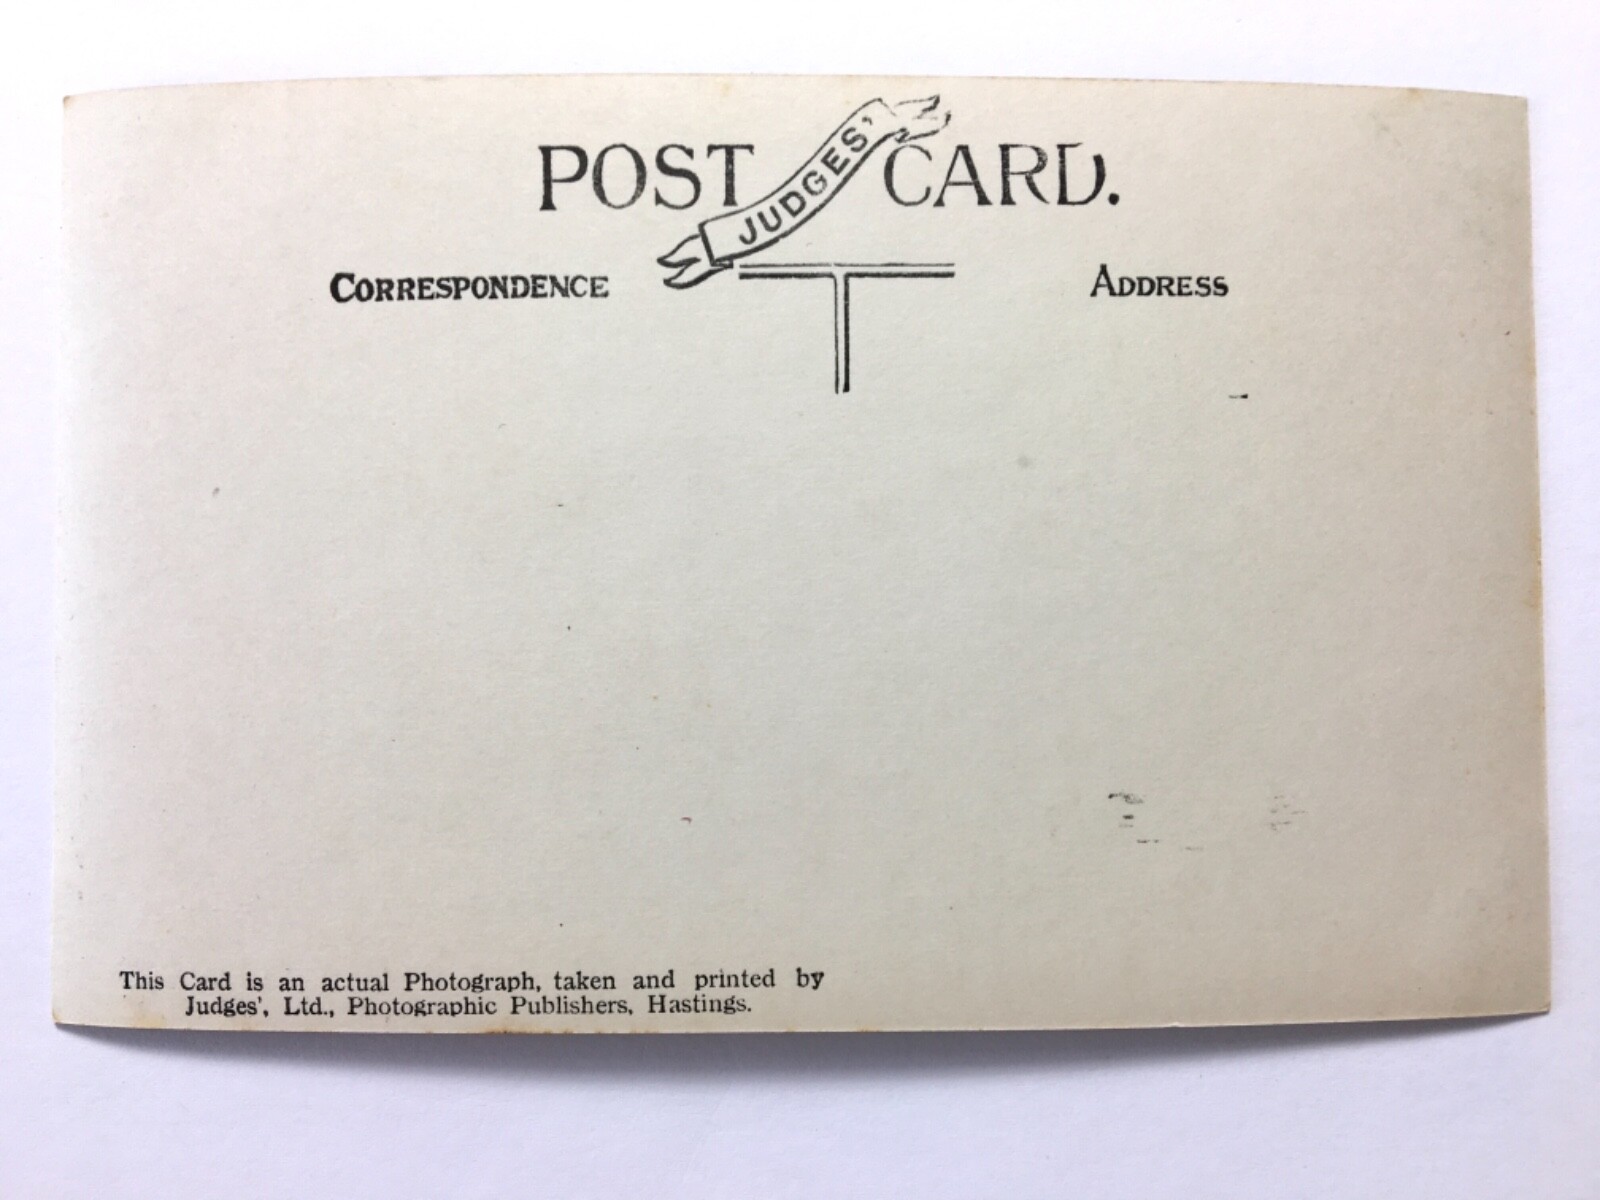 POST JUDGES' CARD.
CORRESPONDENCE ADDRESS
This Card is an actual Photograph, taken and printed by
Judges', Ltd., Photographic Publishers, Hastings.